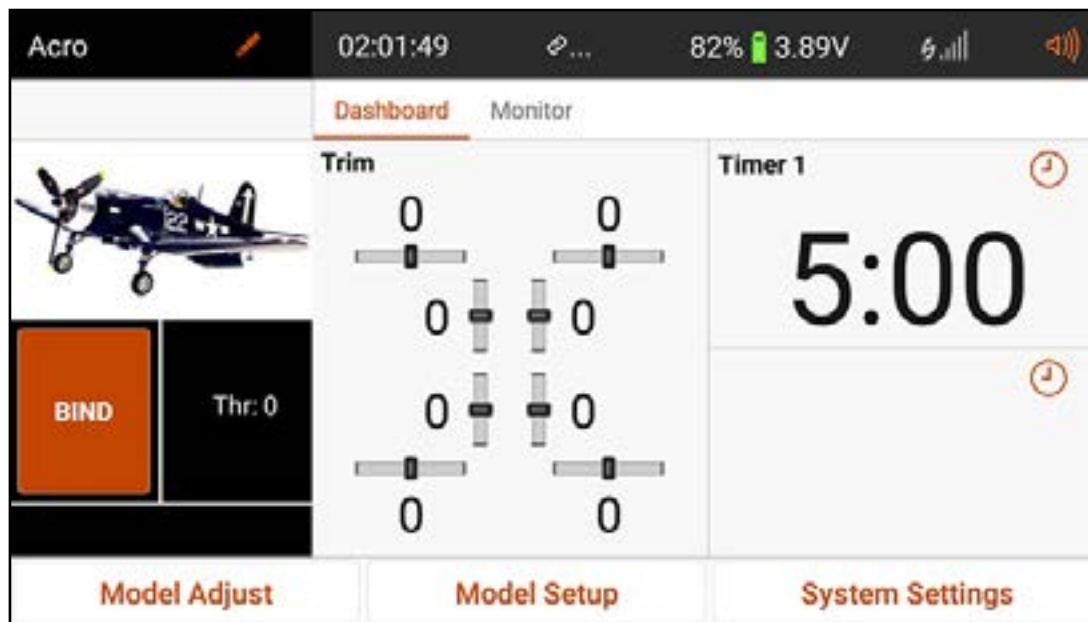 Acro 02:01:49 ... 82% 3.89V
Dashboard Monitor
Trim
Timer 1
0 0
5:00
0 0
BIND
Thr: 0
0 0
0 0
Model Adjust
Model Setup
System Settings